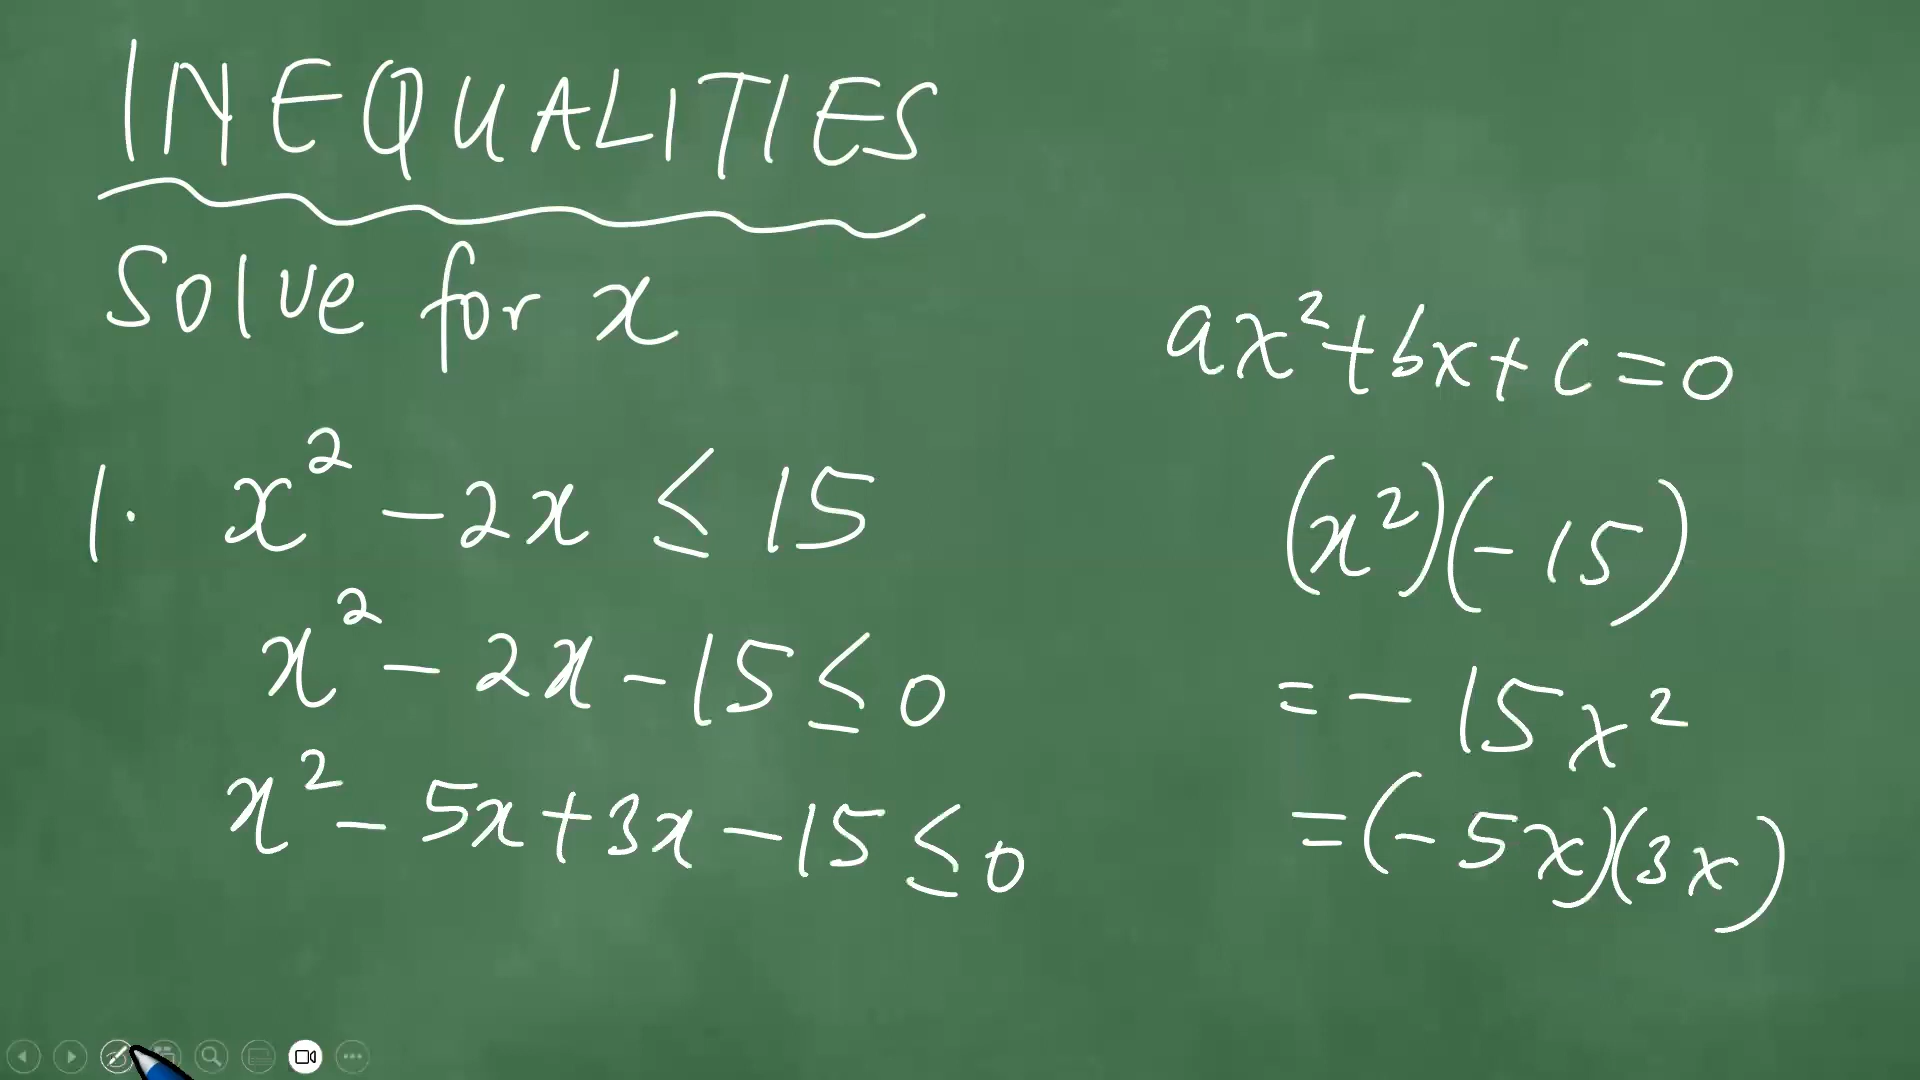 INEQUALITIES
Solve for x
1. x² - 2x ≤ 15
x² - 2x - 15 ≤ 0
x² - 5x + 3x - 15 ≤ 0
ax² + bx + c = 0
(x²)(-15)
= - 15x²
= (-5x)(3x)